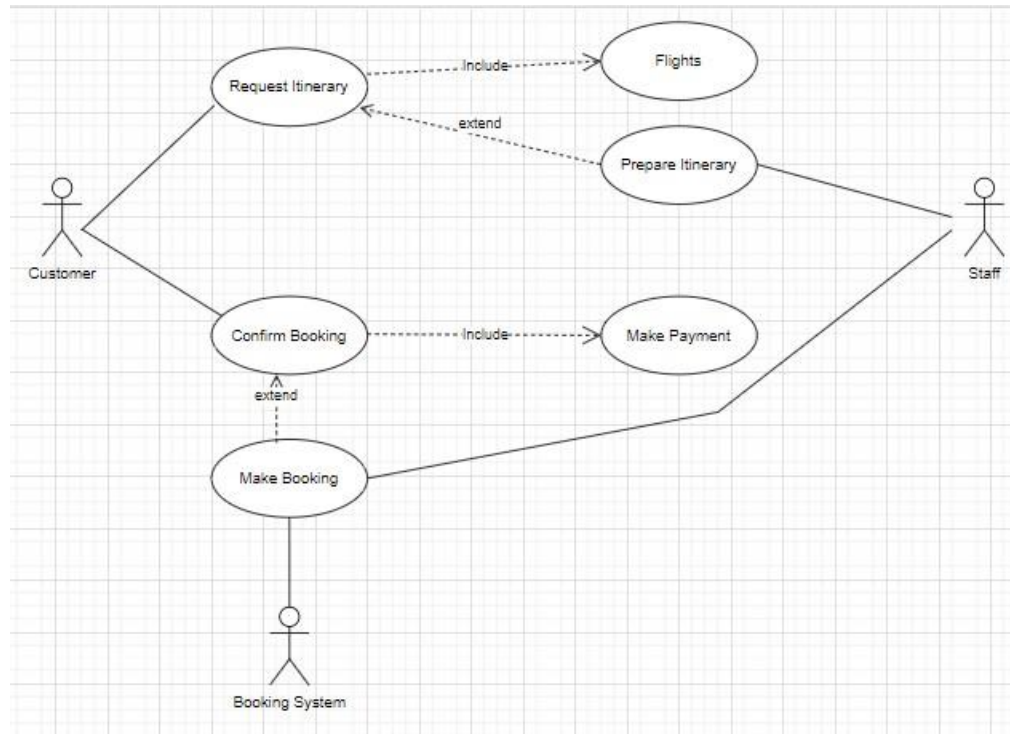 Flights
Include
Request Itinerary
extend
Prepare Itinerary
Customer
Staff
Confirm Booking
Include
Make Payment
extend
Make Booking
Booking System